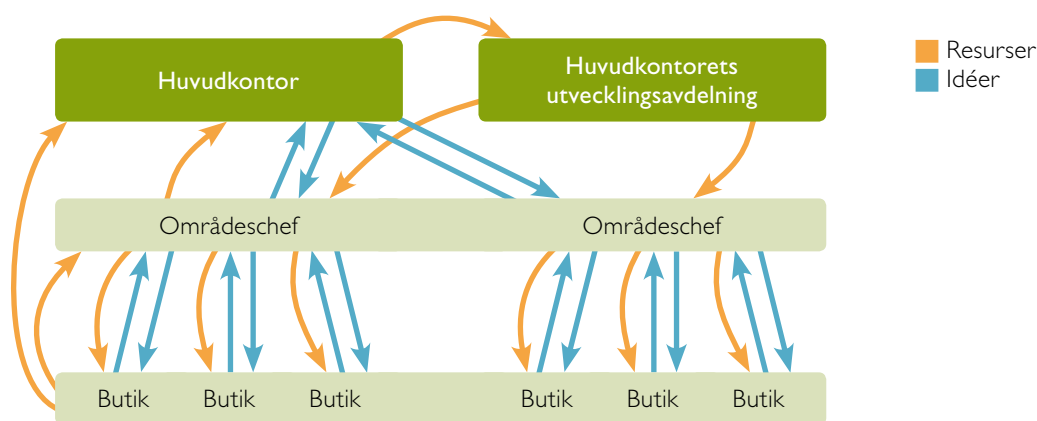 Huvudkontor
Huvudkontorets
utvecklingsavdelning
Resurser
Idéer
Områdeschef
Områdeschef
Butik
Butik
Butik
Butik
Butik
Butik